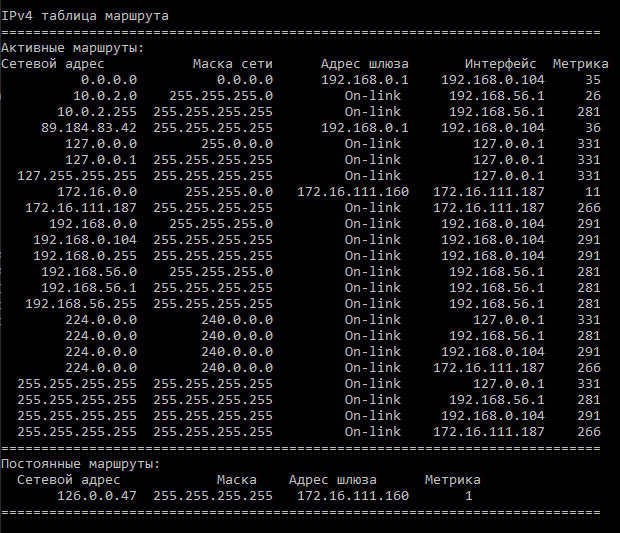 IPv4 таблица маршрута
===========================================================================
Активные маршруты:
Сетевой адрес           Маска сети      Адрес шлюза       Интерфейс  Метрика
          0.0.0.0          0.0.0.0      192.168.0.1    192.168.0.104     35
         10.0.2.0    255.255.255.0         On-link      192.168.56.1     26
       10.0.2.255  255.255.255.255         On-link      192.168.56.1    281
     89.184.83.42  255.255.255.255      192.168.0.1    192.168.0.104     36
        127.0.0.0        255.0.0.0         On-link         127.0.0.1    331
        127.0.0.1  255.255.255.255         On-link         127.0.0.1    331
  127.255.255.255  255.255.255.255         On-link         127.0.0.1    331
       172.16.0.0      255.255.0.0   172.16.111.160   172.16.111.187     11
   172.16.111.187  255.255.255.255         On-link    172.16.111.187    266
      192.168.0.0    255.255.255.0         On-link     192.168.0.104    291
    192.168.0.104  255.255.255.255         On-link     192.168.0.104    291
    192.168.0.255  255.255.255.255         On-link     192.168.0.104    291
     192.168.56.0    255.255.255.0         On-link      192.168.56.1    281
     192.168.56.1  255.255.255.255         On-link      192.168.56.1    281
   192.168.56.255  255.255.255.255         On-link      192.168.56.1    281
        224.0.0.0        240.0.0.0         On-link         127.0.0.1    331
        224.0.0.0        240.0.0.0         On-link      192.168.56.1    281
        224.0.0.0        240.0.0.0         On-link     192.168.0.104    291
        224.0.0.0        240.0.0.0         On-link    172.16.111.187    266
  255.255.255.255  255.255.255.255         On-link         127.0.0.1    331
  255.255.255.255  255.255.255.255         On-link      192.168.56.1    281
  255.255.255.255  255.255.255.255         On-link     192.168.0.104    291
  255.255.255.255  255.255.255.255         On-link    172.16.111.187    266
===========================================================================
Постоянные маршруты:
  Сетевой адрес            Маска    Адрес шлюза      Метрика
       126.0.0.47  255.255.255.255   172.16.111.160       1
===========================================================================